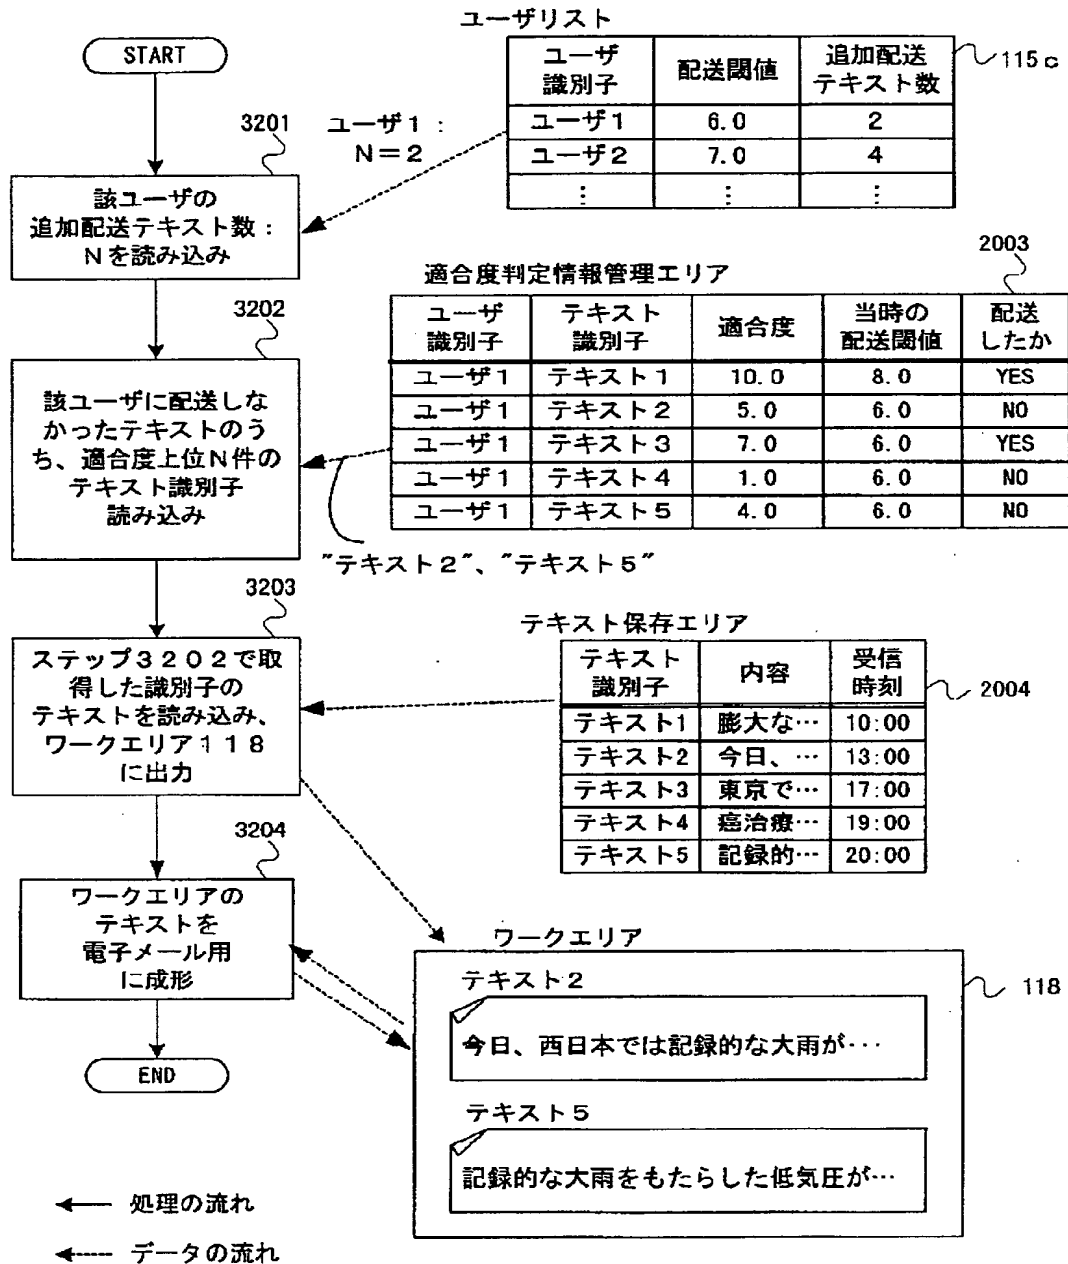 ユーザリスト
START
ユーザ
識別子
配送閾値
追加配送
テキスト数
115c
ユーザ1
6.0
2
ユーザ2
7.0
4
⋮
⋮
⋮
3201
ユーザ1:
N=2
該ユーザの
追加配送テキスト数:
Nを読み込み
2003
適合度判定情報管理エリア
ユーザ
識別子
テキスト
識別子
適合度
当時の
配送閾値
配送
したか
ユーザ1
テキスト1
10.0
8.0
YES
ユーザ1
テキスト2
5.0
6.0
NO
ユーザ1
テキスト3
7.0
6.0
YES
ユーザ1
テキスト4
1.0
6.0
NO
ユーザ1
テキスト5
4.0
6.0
NO
3202
該ユーザに配送しな
かったテキストのう
ち、適合度上位N件の
テキスト識別子
読み込み
"テキスト2"、"テキスト5"
3203
ステップ3202で取
得した識別子の
テキストを読み込み、
ワークエリア118
に出力
テキスト保存エリア
テキスト
識別子
内容
受信
時刻
2004
テキスト1
膨大な…
10:00
テキスト2
今日、…
13:00
テキスト3
東京で…
17:00
テキスト4
癌治療…
19:00
テキスト5
記録的…
20:00
3204
ワークエリアの
テキストを
電子メール用
に成形
END
ワークエリア
118
テキスト2
今日、西日本では記録的な大雨が…
テキスト5
記録的な大雨をもたらした低気圧が…
処理の流れ
データの流れ